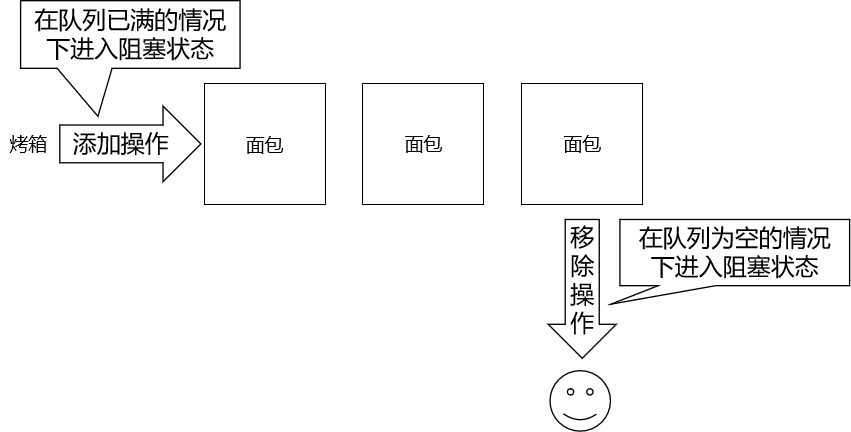 在队列已满的情况
下进入阻塞状态
烤箱
添加操作
面包
面包
面包
移
除
操
作
在队列为空的情况
下进入阻塞状态